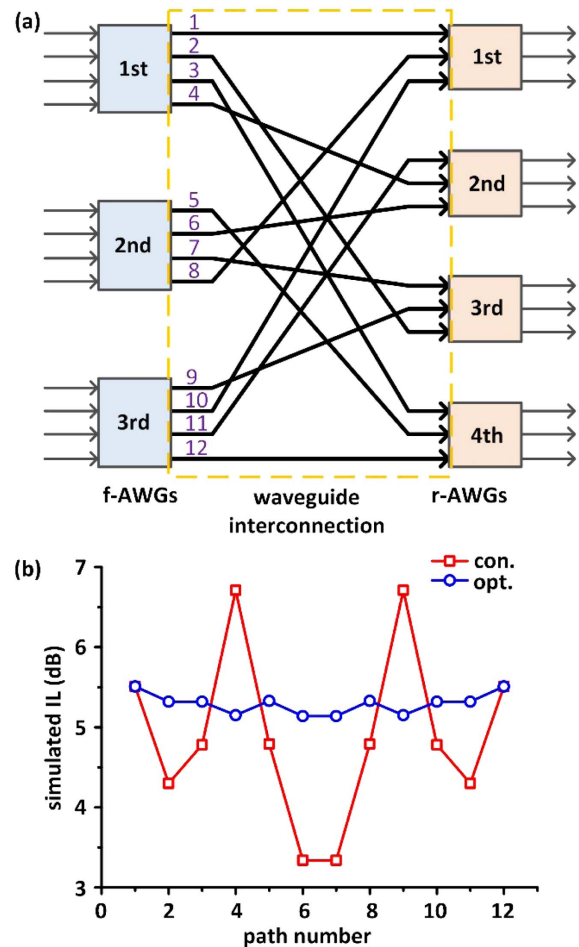 (a)
1
2
3
4
1st
1st
2nd
5
6
7
8
2nd
3rd
9
10
11
12
3rd
4th
f-AWGs
waveguide
interconnection
r-AWGs
(b)
con.
opt.
7
6
5
4
3
simulated IL (dB)
0 2 4 6 8 10 12
path number